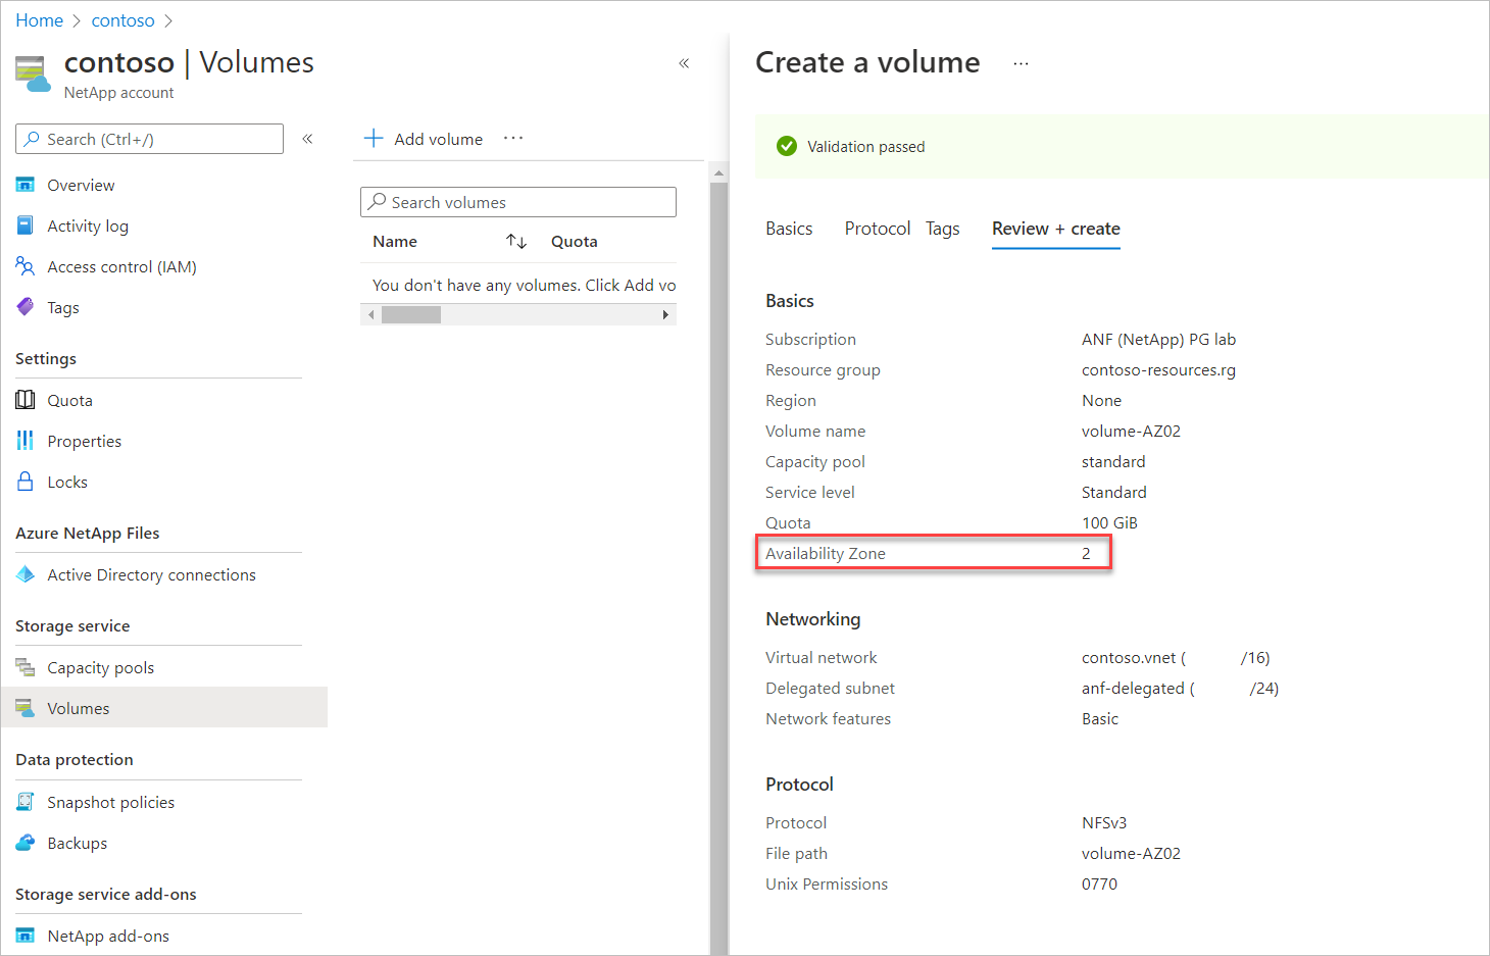 Home > contoso >
contoso | Volumes
NetApp account
«
Search (Ctrl+/)
«
Overview
Activity log
Access control (IAM)
Tags
Settings
Quota
Properties
Locks
Azure NetApp Files
Active Directory connections
Storage service
Capacity pools
Volumes
Data protection
Snapshot policies
Backups
Storage service add-ons
NetApp add-ons
+ Add volume ...
Search volumes
Name ↑↓ Quota
You don't have any volumes. Click Add vo
Create a volume ...
Validation passed
Basics Protocol Tags Review + create
Basics
Subscription ANF (NetApp) PG lab
Resource group contoso-resources.rg
Region None
Volume name volume-AZ02
Capacity pool standard
Service level Standard
Quota 100 GiB
Availability Zone 2
Networking
Virtual network contoso.vnet ( /16)
Delegated subnet anf-delegated ( /24)
Network features Basic
Protocol
Protocol NFSv3
File path volume-AZ02
Unix Permissions 0770